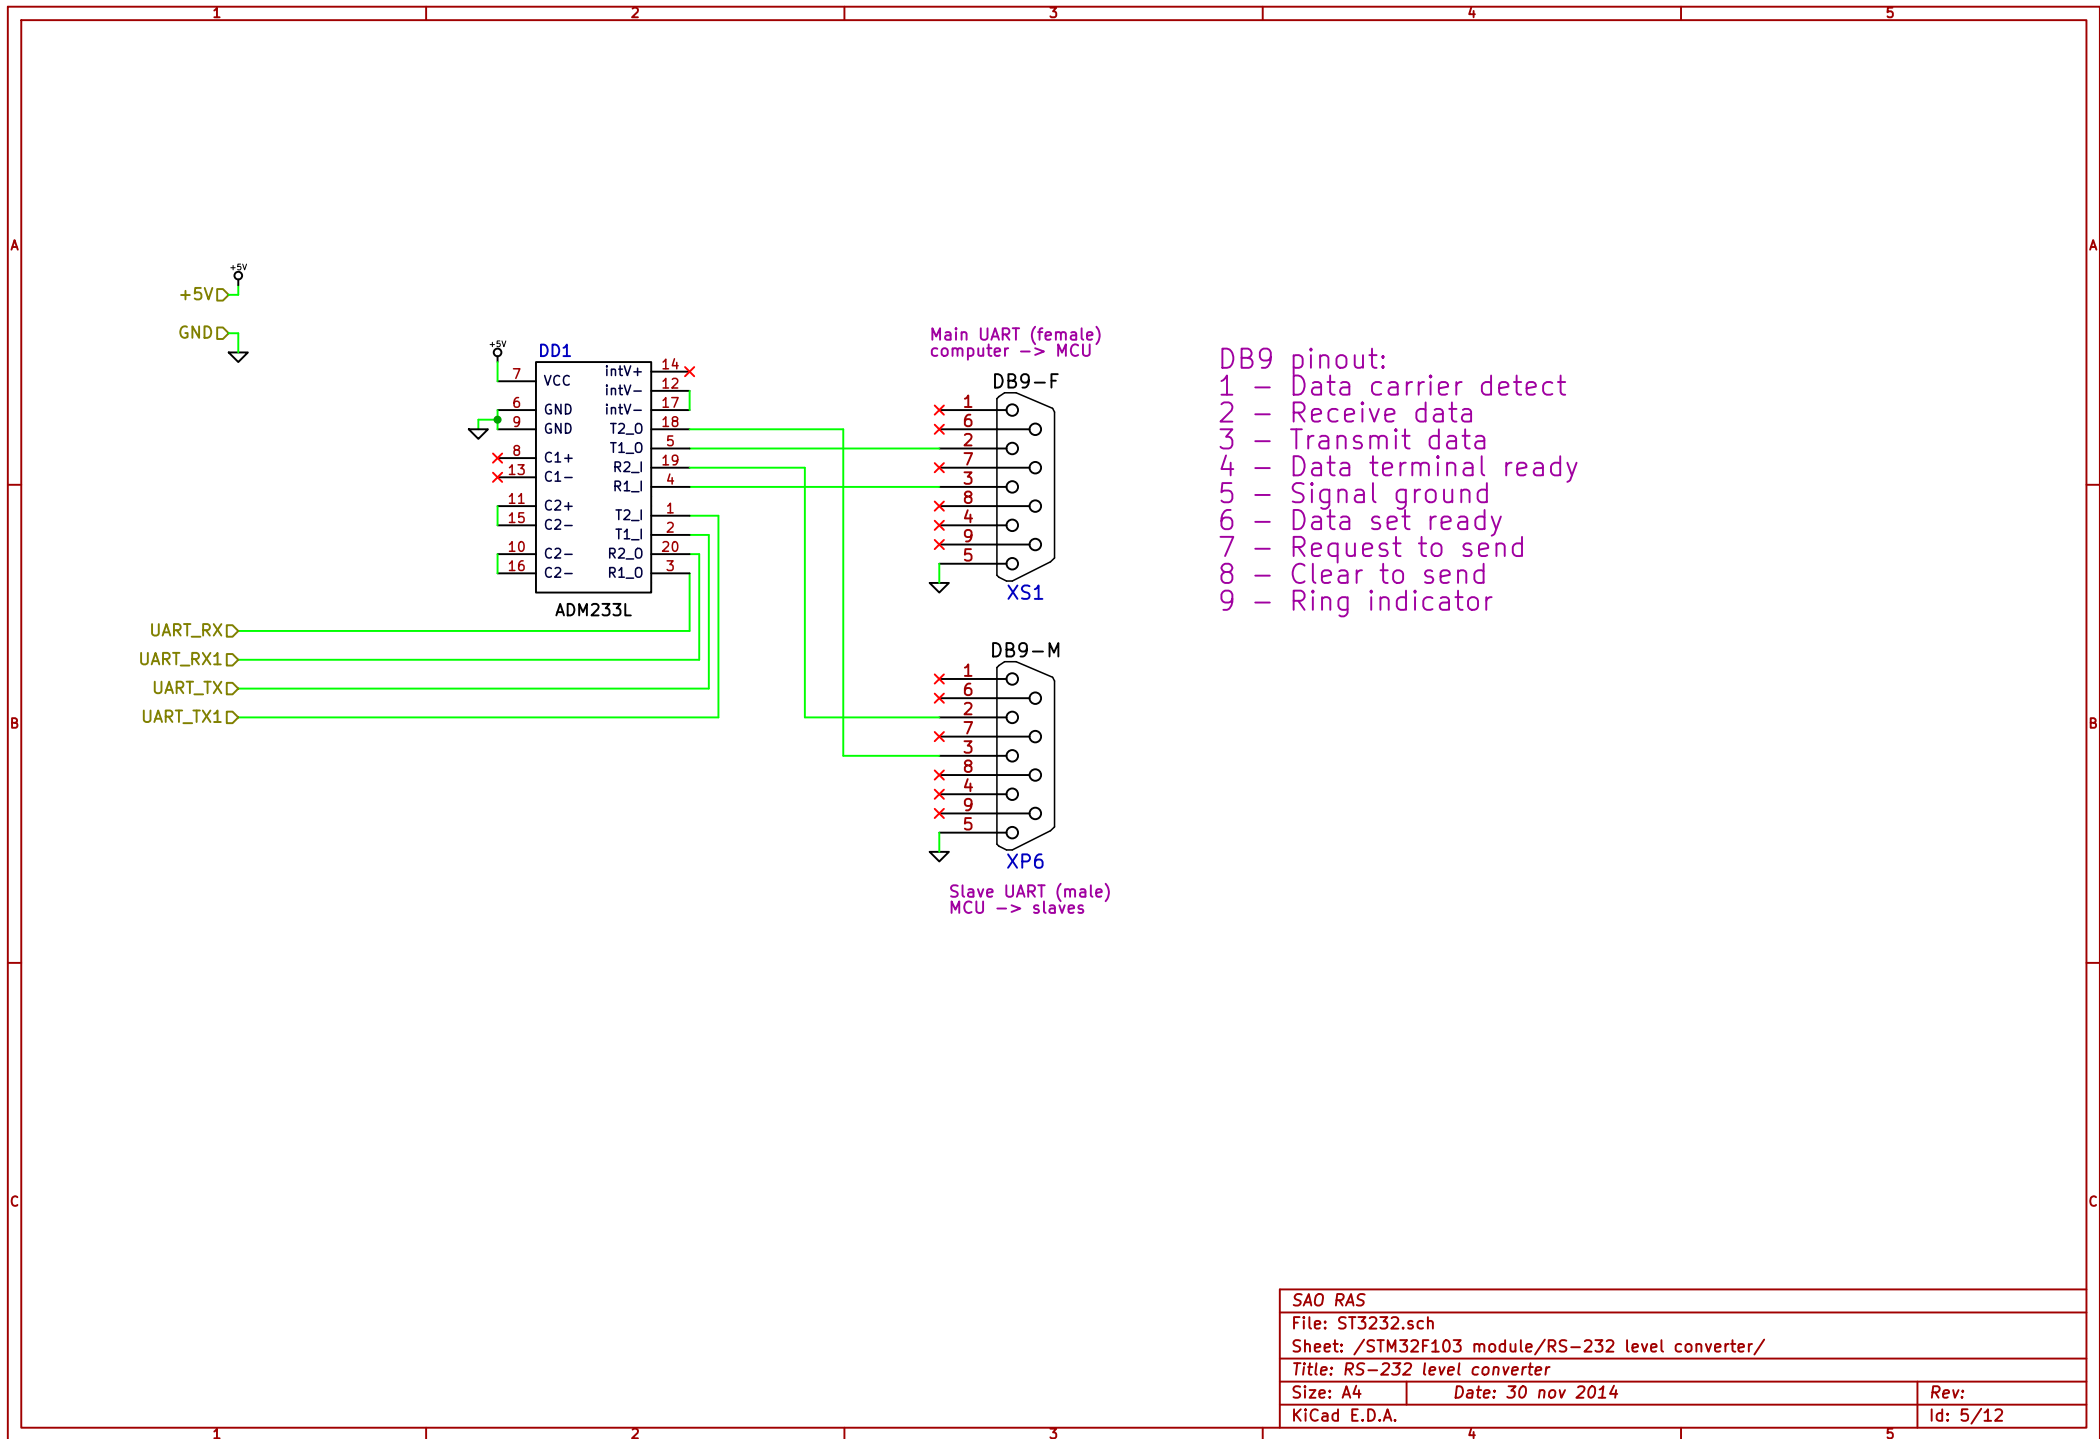 1 2 3 4 5
A A
+5V
+5V
GND
+5V
DD1
7 VCC
6 GND
9 GND
8 C1+
13 C1-
11 C2+
15 C2-
10 C2-
16 C2-
intV+ 14
intV- 12
intV- 17
T2_O 18
T1_O 5
R2_I 19
R1_I 4
T2_I 1
T1_I 2
R2_O 20
R1_O 3
ADM233L
UART_RX
UART_RX1
UART_TX
UART_TX1
Main UART (female)
computer -> MCU
DB9-F
1
6
2
7
3
8
4
9
5
XS1
DB9 pinout:
1 - Data carrier detect
2 - Receive data
3 - Transmit data
4 - Data terminal ready
5 - Signal ground
6 - Data set ready
7 - Request to send
8 - Clear to send
9 - Ring indicator
B B
DB9-M
1
6
2
7
3
8
4
9
5
XP6
Slave UART (male)
MCU -> slaves
C C
SAO RAS
File: ST3232.sch
Sheet: /STM32F103 module/RS-232 level converter/
Title: RS-232 level converter
Size: A4 Date: 30 nov 2014 Rev:
KiCad E.D.A. Id: 5/12
1 2 3 4 5